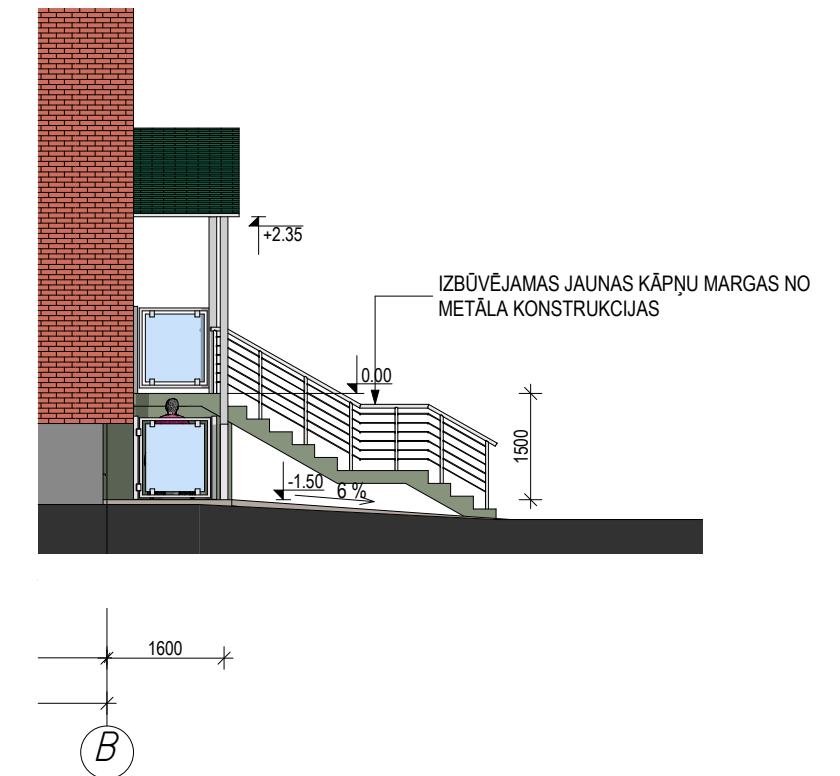 +2.35
IZBŪVĒJAMAS JAUNAS KĀPŅU MARGAS NO
METĀLA KONSTRUKCIJAS
0.00
1500
-1.50
6 %
1600
B